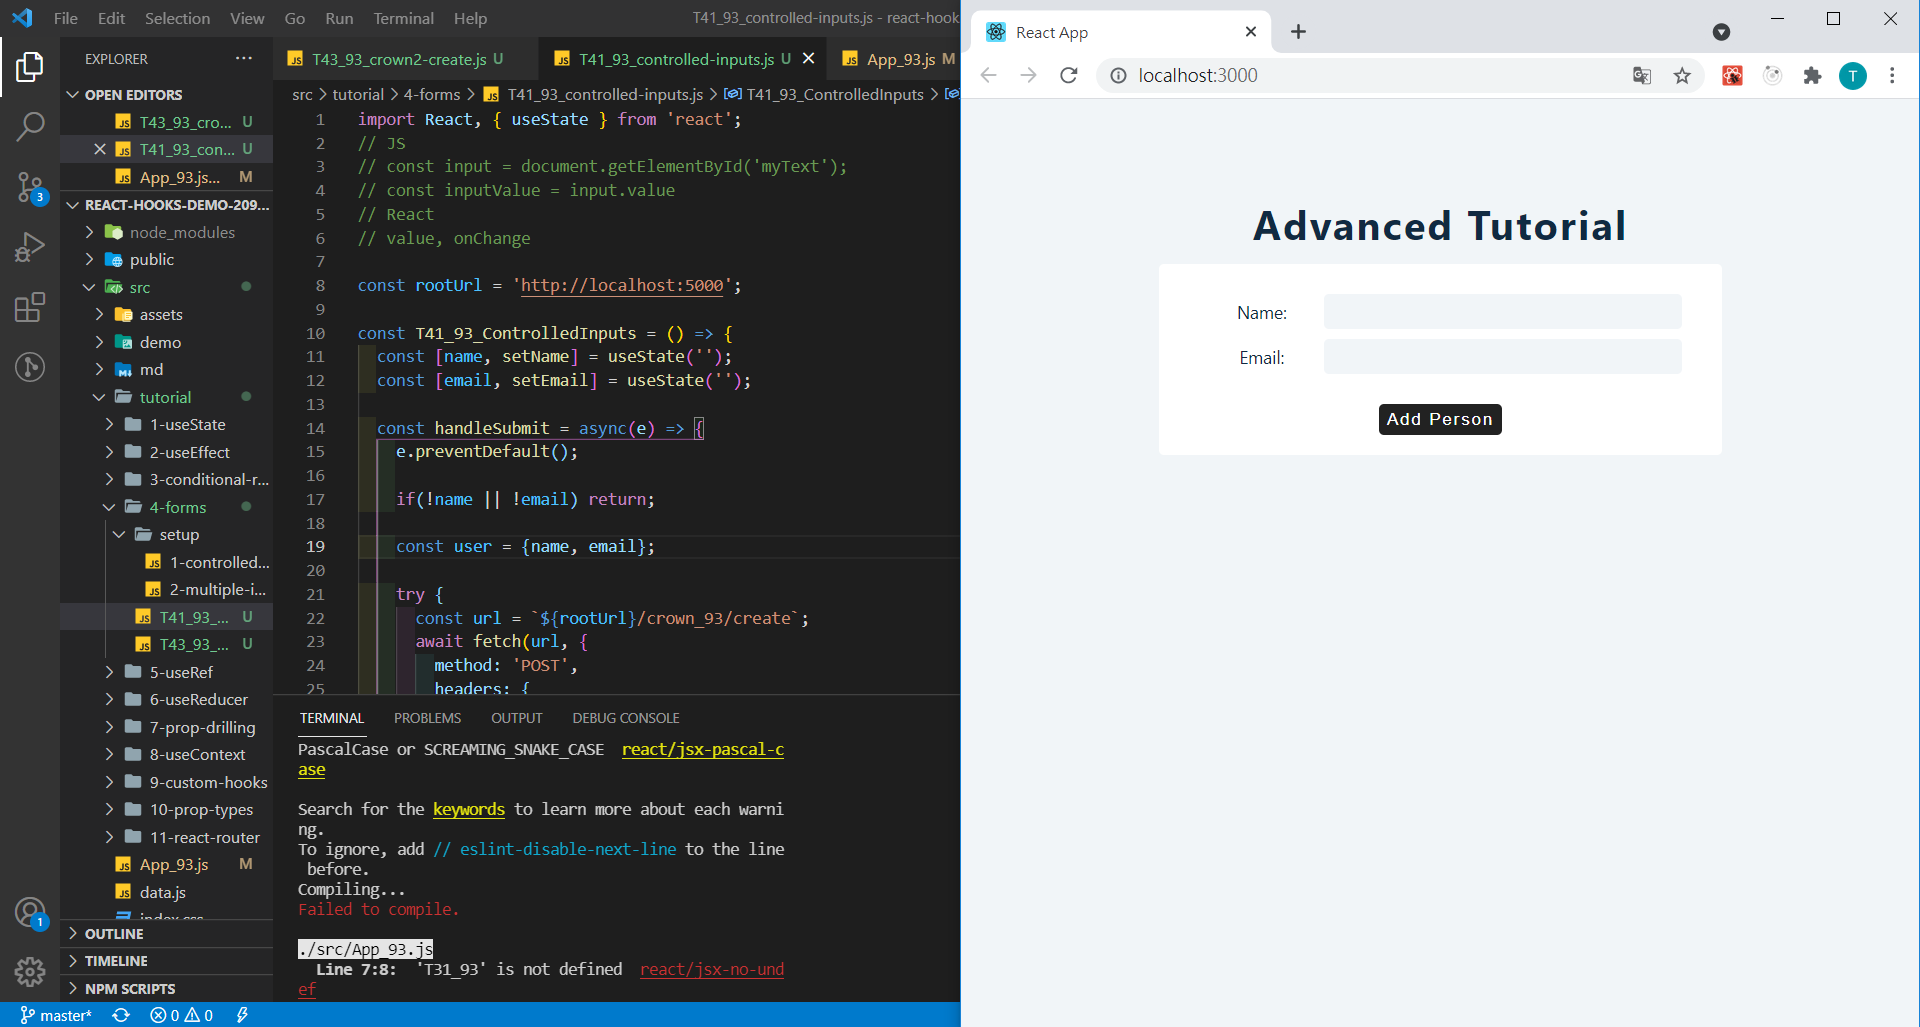 File Edit Selection View Go Run Terminal Help
T41_93_controlled-inputs.js - react-hook
EXPLORER ...
OPEN EDITORS
T43_93_cro... U
T41_93_con... U
App_93.js... M
REACT-HOOKS-DEMO-209...
node_modules
public
src
assets
demo
md
tutorial
1-useState
2-useEffect
3-conditional-r...
4-forms
setup
1-controlled...
2-multiple-i...
T41_93_... U
T43_93_... U
5-useRef
6-useReducer
7-prop-drilling
8-useContext
9-custom-hooks
10-prop-types
11-react-router
App_93.js M
data.js
index.css
OUTLINE
TIMELINE
NPM SCRIPTS
3
1
T43_93_crown2-create.js U
T41_93_controlled-inputs.js U
App_93.js M
src > tutorial > 4-forms > T41_93_controlled-inputs.js > T41_93_ControlledInputs >
1 import React, { useState } from 'react';
2 // JS
3 // const input = document.getElementById('myText');
4 // const inputValue = input.value
5 // React
6 // value, onChange
7
8 const rootUrl = 'http://localhost:5000';
9
10 const T41_93_ControlledInputs = () => {
11 const [name, setName] = useState('');
12 const [email, setEmail] = useState('');
13
14 const handleSubmit = async(e) => {
15 e.preventDefault();
16
17 if(!name || !email) return;
18
19 const user = {name, email};
20
21 try {
22 const url = `${rootUrl}/crown_93/create`;
23 await fetch(url, {
24 method: 'POST',
25 headers: {
TERMINAL PROBLEMS OUTPUT DEBUG CONSOLE
PascalCase or SCREAMING_SNAKE_CASE react/jsx-pascal-c
ase
Search for the keywords to learn more about each warni
ng.
To ignore, add // eslint-disable-next-line to the line
before.
Compiling...
Failed to compile.
./src/App_93.js
Line 7:8: 'T31_93' is not defined react/jsx-no-und
ef
master* 0 0
React App
localhost:3000
T
Advanced Tutorial
Name:
Email:
Add Person